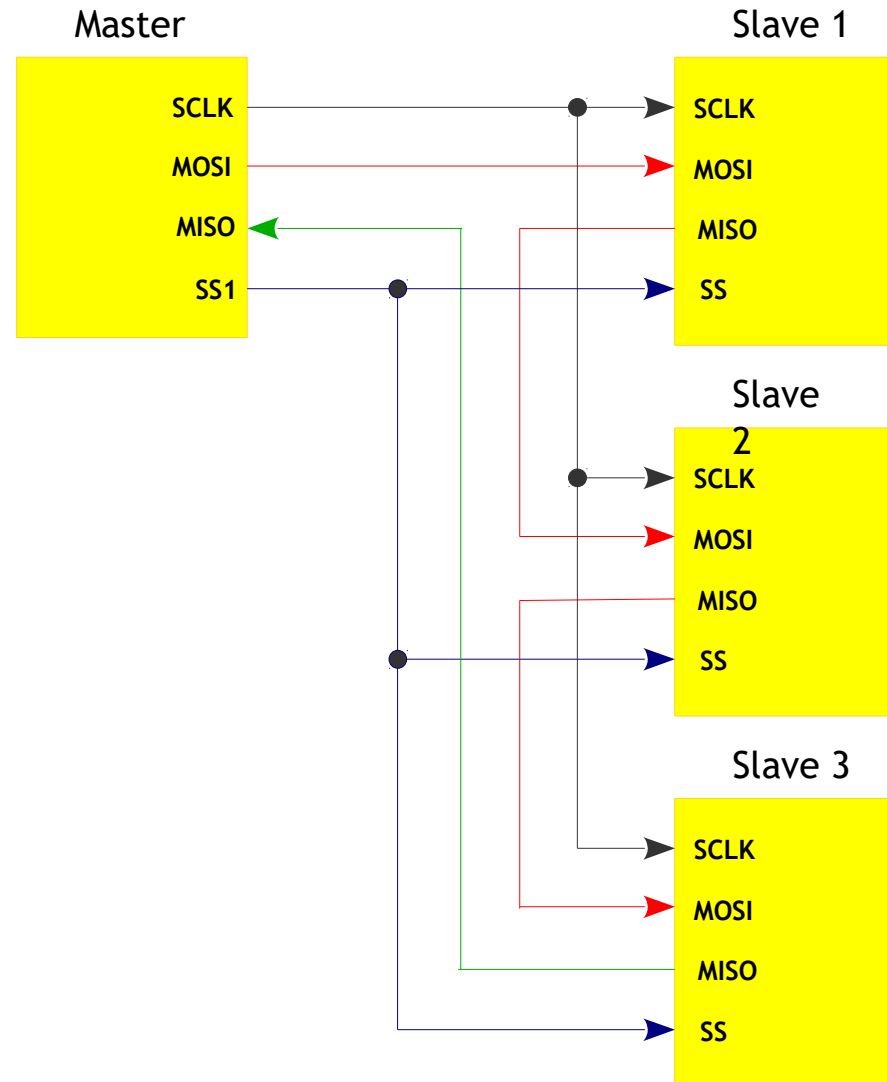 Master
SCLK
MOSI
MISO
SS1
Slave 1
SCLK
MOSI
MISO
SS
Slave
2
SCLK
MOSI
MISO
SS
Slave 3
SCLK
MOSI
MISO
SS